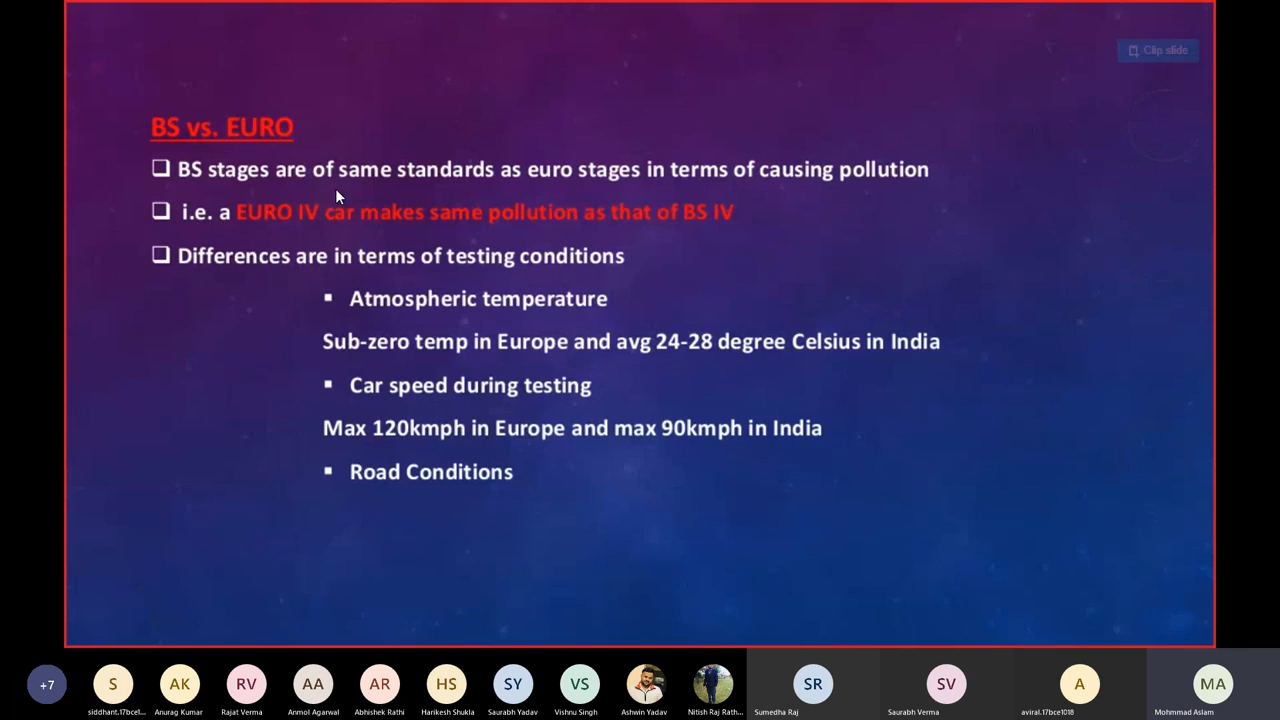 Clip slide
BS vs. EURO
❑ BS stages are of same standards as euro stages in terms of causing pollution
❑ i.e. a EURO IV car makes same pollution as that of BS IV
❑ Differences are in terms of testing conditions
▪ Atmospheric temperature
Sub-zero temp in Europe and avg 24-28 degree Celsius in India
▪ Car speed during testing
Max 120kmph in Europe and max 90kmph in India
▪ Road Conditions
+7 S AK RV AA AR HS SY VS SR SV A MA
siddhant.17bce1... Anurag Kumar Rajat Verma Anmol Agarwal Abhishek Rathi Harikesh Shukla Saurabh Yadav Vishnu Singh Ashwin Yadav Nitish Raj Rath... Sumedha Raj Saurabh Verma aviral.17bce1018 Mohmmad Aslam